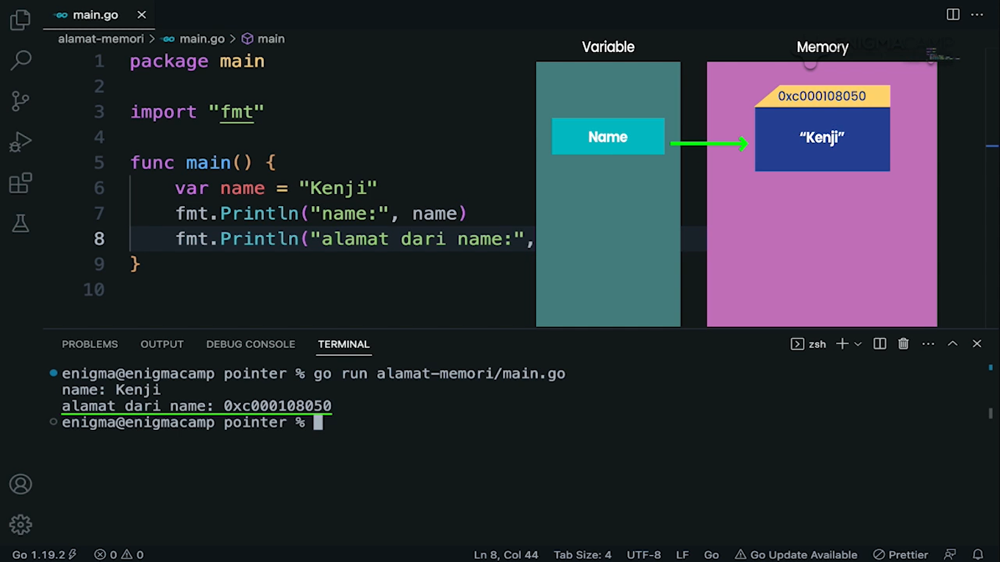 main.go
alamat-memori > main.go > main
Variable
Memory
1 package main
2
3 import "fmt"
4
5 func main() {
6 var name = "Kenji"
7 fmt.Println("name:", name)
8 fmt.Println("alamat dari name:",
9 }
10
Name
0xc000108050
“Kenji”
PROBLEMS OUTPUT DEBUG CONSOLE TERMINAL
zsh
enigma@enigmacamp pointer % go run alamat-memori/main.go
name: Kenji
alamat dari name: 0xc000108050
enigma@enigmacamp pointer %
Go 1.19.2 0 0 Ln 8, Col 44 Tab Size: 4 UTF-8 LF Go Go Update Available Prettier